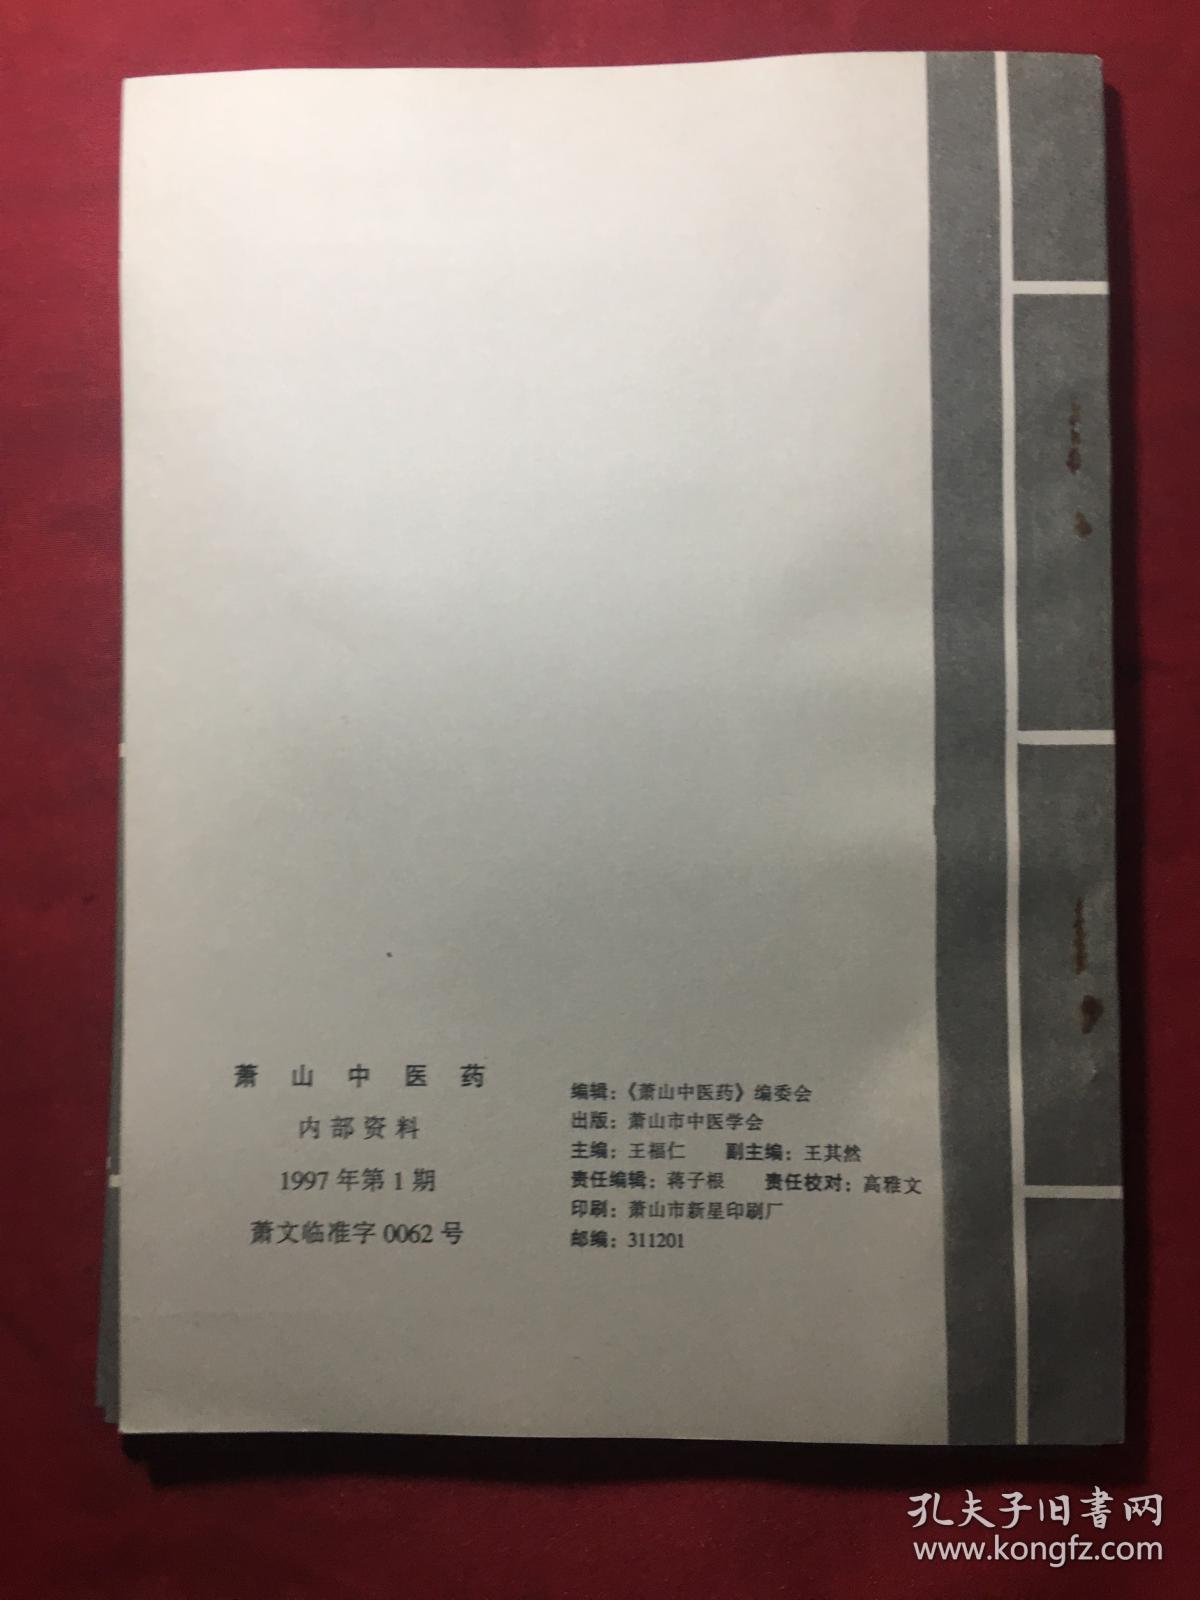 萧山中医药
内部资料
1997年第1期
萧文临准字0062号
编辑：《萧山中医药》编委会
出版：萧山市中医学会
主编：王福仁 副主编：王其然
责任编辑：蒋子根 责任校对：高雅文
印刷：萧山市新星印刷厂
邮编：311201
孔夫子旧书网
www.kongfz.com